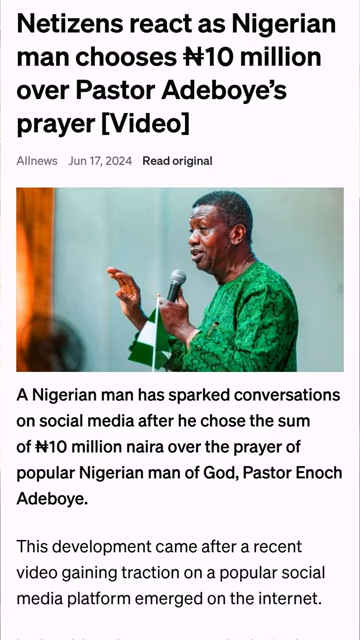 Netizens react as Nigerian
man chooses ₦10 million
over Pastor Adeboye’s
prayer [Video]
Allnews Jun 17, 2024 Read original
A Nigerian man has sparked conversations
on social media after he chose the sum
of ₦10 million naira over the prayer of
popular Nigerian man of God, Pastor Enoch
Adeboye.
This development came after a recent
video gaining traction on a popular social
media platform emerged on the internet.